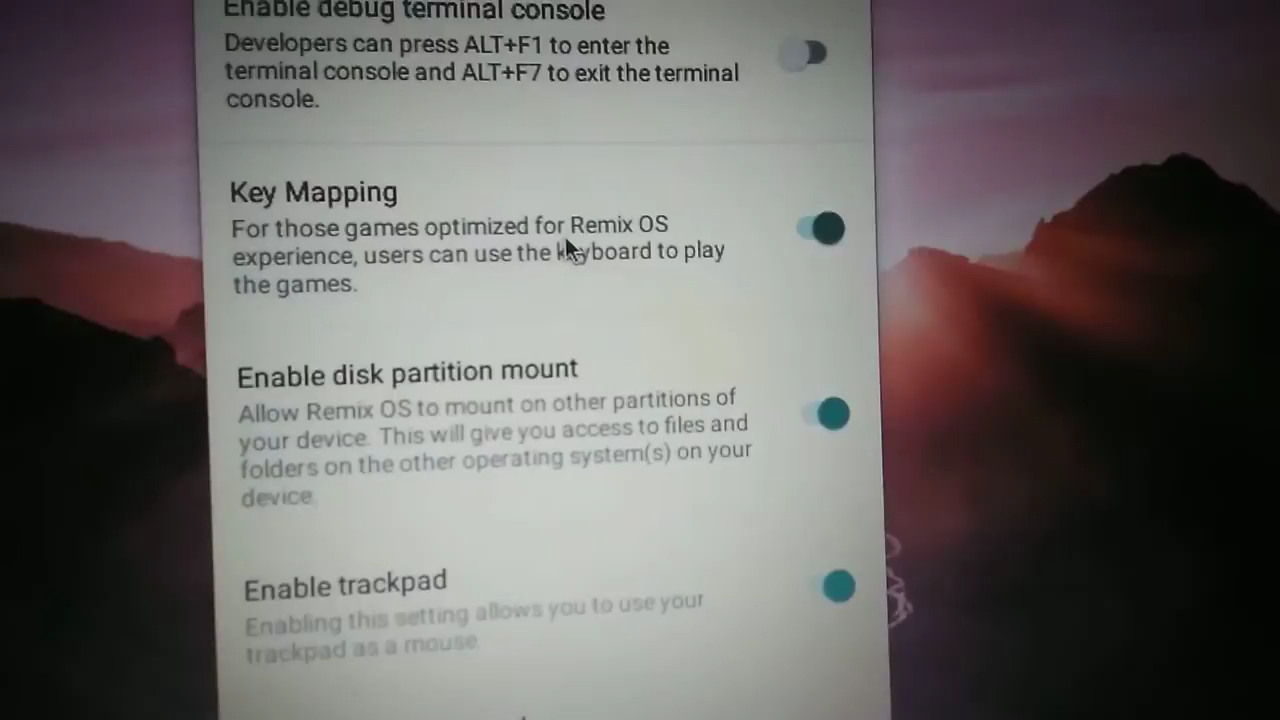 Enable debug terminal console
Developers can press ALT+F1 to enter the
terminal console and ALT+F7 to exit the terminal
console.
Key Mapping
For those games optimized for Remix OS
experience, users can use the keyboard to play
the games.
Enable disk partition mount
Allow Remix OS to mount on other partitions of
your device. This will give you access to files and
folders on the other operating system(s) on your
device.
Enable trackpad
Enabling this setting allows you to use your
trackpad as a mouse.